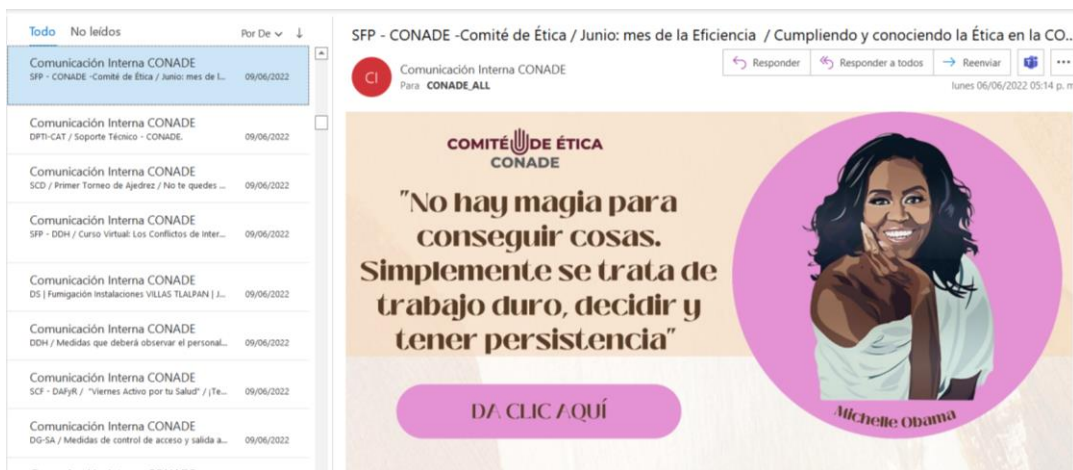 Todo No leídos Por De
Comunicación Interna CONADE
SFP - CONADE -Comité de Ética / Junio: mes de l... 09/06/2022
Comunicación Interna CONADE
DPTI-CAT / Soporte Técnico - CONADE. 09/06/2022
Comunicación Interna CONADE
SCD / Primer Torneo de Ajedrez / No te quedes ... 09/06/2022
Comunicación Interna CONADE
SFP - DDH / Curso Virtual: Los Conflictos de Inter... 09/06/2022
Comunicación Interna CONADE
DS | Fumigación Instalaciones VILLAS TLALPAN | J... 09/06/2022
Comunicación Interna CONADE
DDH / Medidas que deberá observar el personal... 09/06/2022
Comunicación Interna CONADE
SCF - DAFyR / "Viernes Activo por tu Salud" / ¡Te... 09/06/2022
Comunicación Interna CONADE
DG-SA / Medidas de control de acceso y salida a... 09/06/2022
SFP - CONADE -Comité de Ética / Junio: mes de la Eficiencia / Cumpliendo y conociendo la Ética en la CO...
CI
Comunicación Interna CONADE
Para CONADE_ALL
Responder Responder a todos Reenviar ...
lunes 06/06/2022 05:14 p. m
COMITÉ DE ÉTICA
CONADE
"No hay magia para
conseguir cosas.
Simplemente se trata de
trabajo duro, decidir y
tener persistencia"
DA CLIC AQUÍ
Michelle Obama